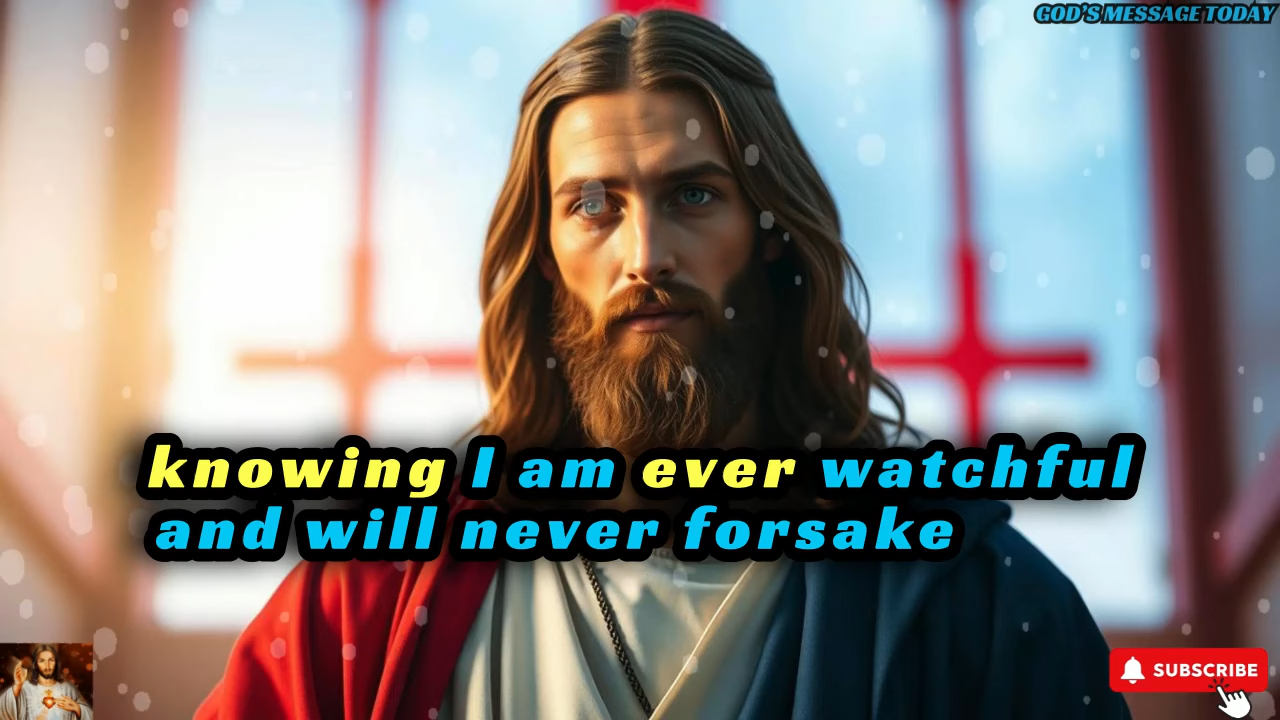 GOD'S MESSAGE TODAY
knowing I am ever watchful
and will never forsake
SUBSCRIBE